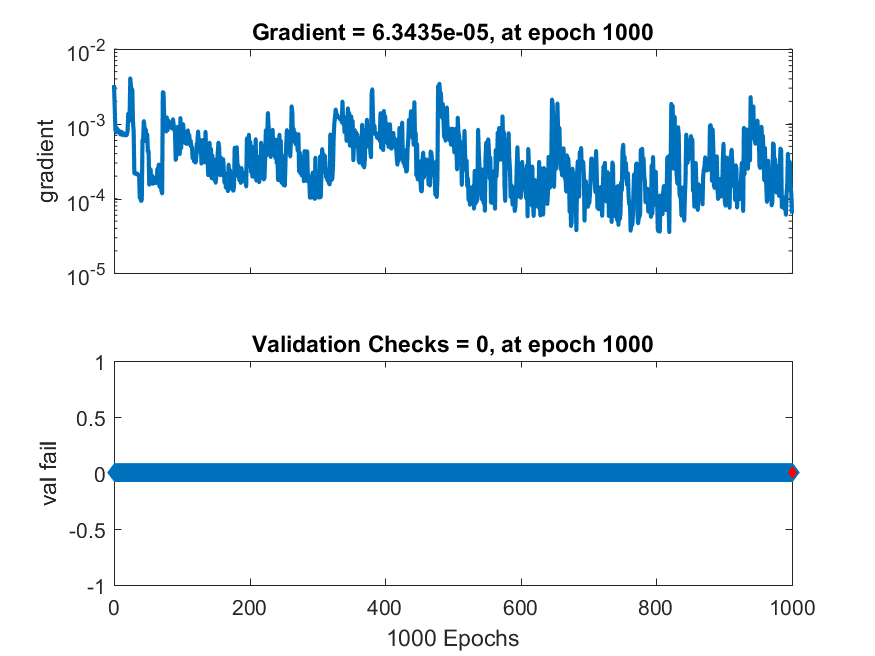 Gradient = 6.3435e-05, at epoch 1000
10-2
10-3
10-4
10-5
gradient
Validation Checks = 0, at epoch 1000
1
0.5
0
-0.5
-1
val fail
0 200 400 600 800 1000
1000 Epochs